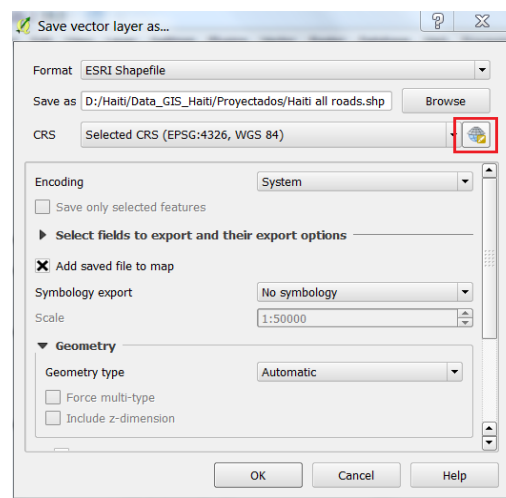 Save vector layer as...
Format ESRI Shapefile
Save as D:/Haiti/Data_GIS_Haiti/Proyectados/Haiti all roads.shp Browse
CRS Selected CRS (EPSG:4326, WGS 84)
Encoding System
Save only selected features
Select fields to export and their export options
Add saved file to map
Symbology export No symbology
Scale 1:50000
Geometry
Geometry type Automatic
Force multi-type
Include z-dimension
OK Cancel Help